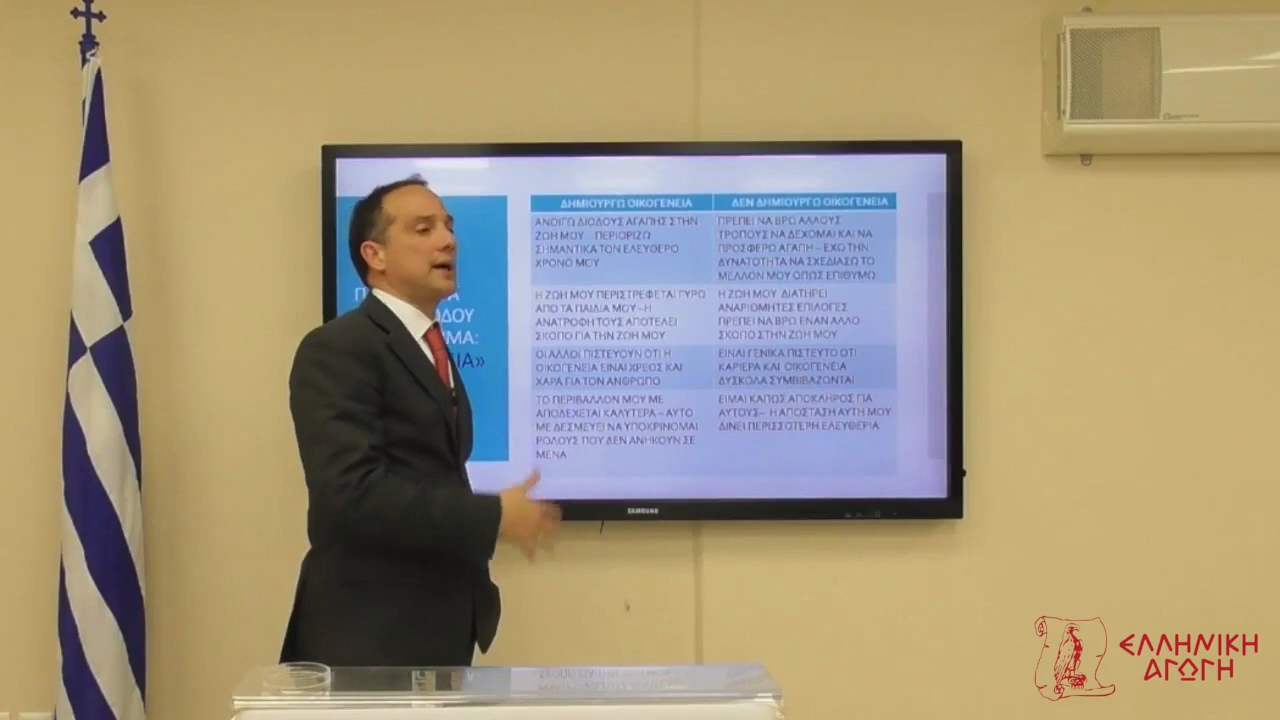 ΔΗΜΙΟΥΡΓΩ ΟΙΚΟΓΕΝΕΙΑ
ΑΝΟΙΓΩ ΔΙΟΔΟΥΣ ΑΓΑΠΗΣ ΣΤΗΝ
ΖΩΗ ΜΟΥ ΠΕΡΙΟΡΙΖΩ
ΣΗΜΑΝΤΙΚΑ ΤΟΝ ΕΛΕΥΘΕΡΟ
ΧΡΟΝΟ ΜΟΥ
ΔΕΝ ΔΗΜΙΟΥΡΓΩ ΟΙΚΟΓΕΝΕΙΑ
ΠΡΕΠΕΙ ΝΑ ΒΡΩ ΑΛΛΟΥΣ
ΤΡΟΠΟΥΣ ΝΑ ΔΕΧΟΜΑΙ ΚΑΙ ΝΑ
ΠΡΟΣΦΕΡΩ ΑΓΑΠΗ – ΕΧΩ ΤΗΝ
ΔΥΝΑΤΟΤΗΤΑ ΝΑ ΣΧΕΔΙΑΣΩ ΤΟ
ΜΕΛΛΟΝ ΜΟΥ ΟΠΩΣ ΕΠΙΘΥΜΩ
Η ΖΩΗ ΜΟΥ ΠΕΡΙΣΤΡΕΦΕΤΑΙ ΓΥΡΩ
ΑΠΟ ΤΑ ΠΑΙΔΙΑ ΜΟΥ – Η
ΑΝΑΤΡΟΦΗ ΤΟΥΣ ΑΠΟΤΕΛΕΙ
ΣΚΟΠΟ ΓΙΑ ΤΗΝ ΖΩΗ ΜΟΥ
Η ΖΩΗ ΜΟΥ ΔΙΑΤΗΡΕΙ
ΑΝΑΡΙΘΜΗΤΕΣ ΕΠΙΛΟΓΕΣ
ΠΡΕΠΕΙ ΝΑ ΒΡΩ ΕΝΑΝ ΑΛΛΟ
ΣΚΟΠΟ ΣΤΗΝ ΖΩΗ ΜΟΥ
ΟΙ ΑΛΛΟΙ ΠΙΣΤΕΥΟΥΝ ΟΤΙ Η
ΟΙΚΟΓΕΝΕΙΑ ΕΙΝΑΙ ΧΡΕΟΣ ΚΑΙ
ΧΑΡΑ ΓΙΑ ΤΟΝ ΑΝΘΡΩΠΟ
ΕΙΝΑΙ ΓΕΝΙΚΑ ΠΙΣΤΕΥΤΟ ΟΤΙ
ΚΑΡΙΕΡΑ ΚΑΙ ΟΙΚΟΓΕΝΕΙΑ
ΔΥΣΚΟΛΑ ΣΥΜΒΙΒΑΖΟΝΤΑΙ
ΤΟ ΠΕΡΙΒΑΛΛΟΝ ΜΟΥ ΜΕ
ΑΠΟΔΕΧΕΤΑΙ ΚΑΛΥΤΕΡΑ – ΑΥΤΟ
ΜΕ ΔΕΣΜΕΥΕΙ ΝΑ ΥΠΟΚΡΙΝΟΜΑΙ
ΡΟΛΟΥΣ ΠΟΥ ΔΕΝ ΑΝΗΚΟΥΝ ΣΕ
ΜΕΝΑ
ΕΙΜΑΙ ΚΑΠΩΣ ΑΠΟΚΛΗΡΟΣ ΓΙΑ
ΑΥΤΟΥΣ– Η ΑΠΟΣΤΑΣΗ ΑΥΤΗ ΜΟΥ
ΔΙΝΕΙ ΠΕΡΙΣΣΟΤΕΡΗ ΕΛΕΥΘΕΡΙΑ
SAMSUNG
ΕΛΛΗΝΙΚΗ
ΑΓΩΓΗ